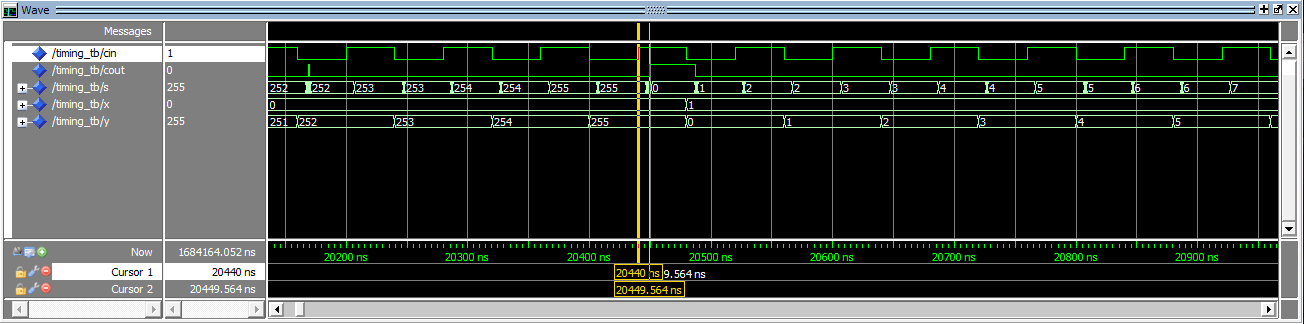 Wave
Messages
/timing_tb/cin 1
/timing_tb/cout 0
/timing_tb/s 255 252 252 253 253 254 254 255 255 0 1 2 2 3 3 4 4 5 5 6 6 7
/timing_tb/x 0 0 1
/timing_tb/y 255 251 252 253 254 255 0 1 2 3 4 5
Now 1684164.052 ns 20200 ns 20300 ns 20400 ns 20500 ns 20600 ns 20700 ns 20800 ns 20900 ns
Cursor 1 20440 ns 20440 ns 9.564 ns
Cursor 2 20449.564 ns 20449.564 ns